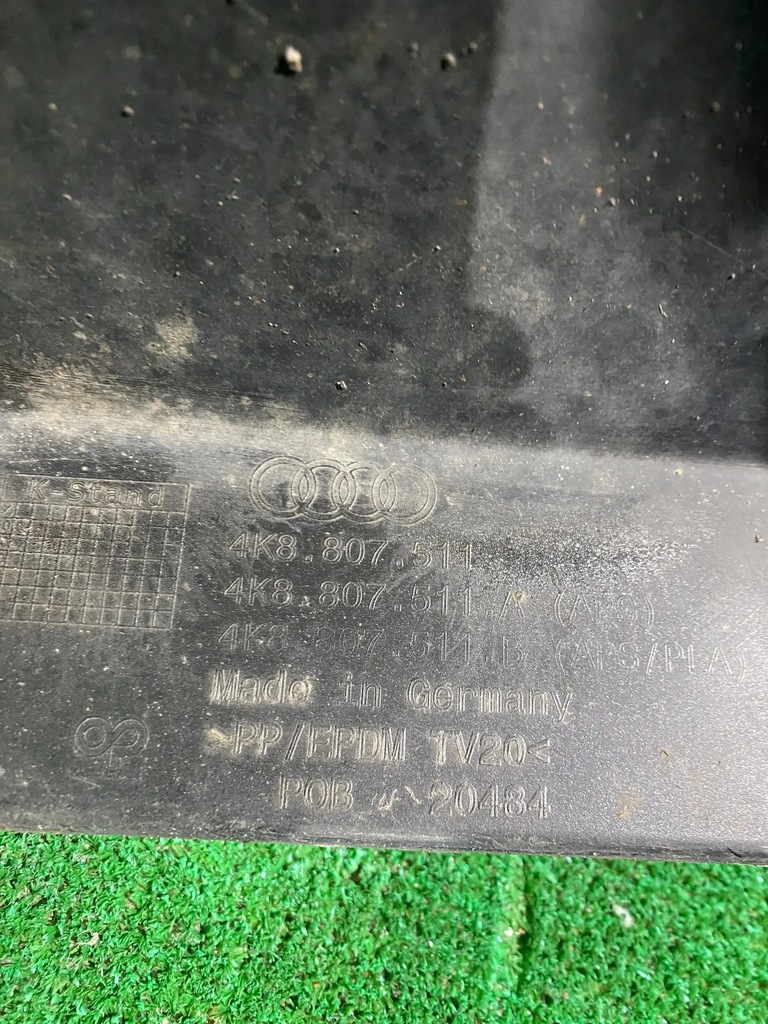 K-Stand
4K8.807.511
4K8.807.511.A (APS)
4K8.807.511.B (APS/PLA)
Made in Germany
>PP/EPDM TV20<
POB 20484